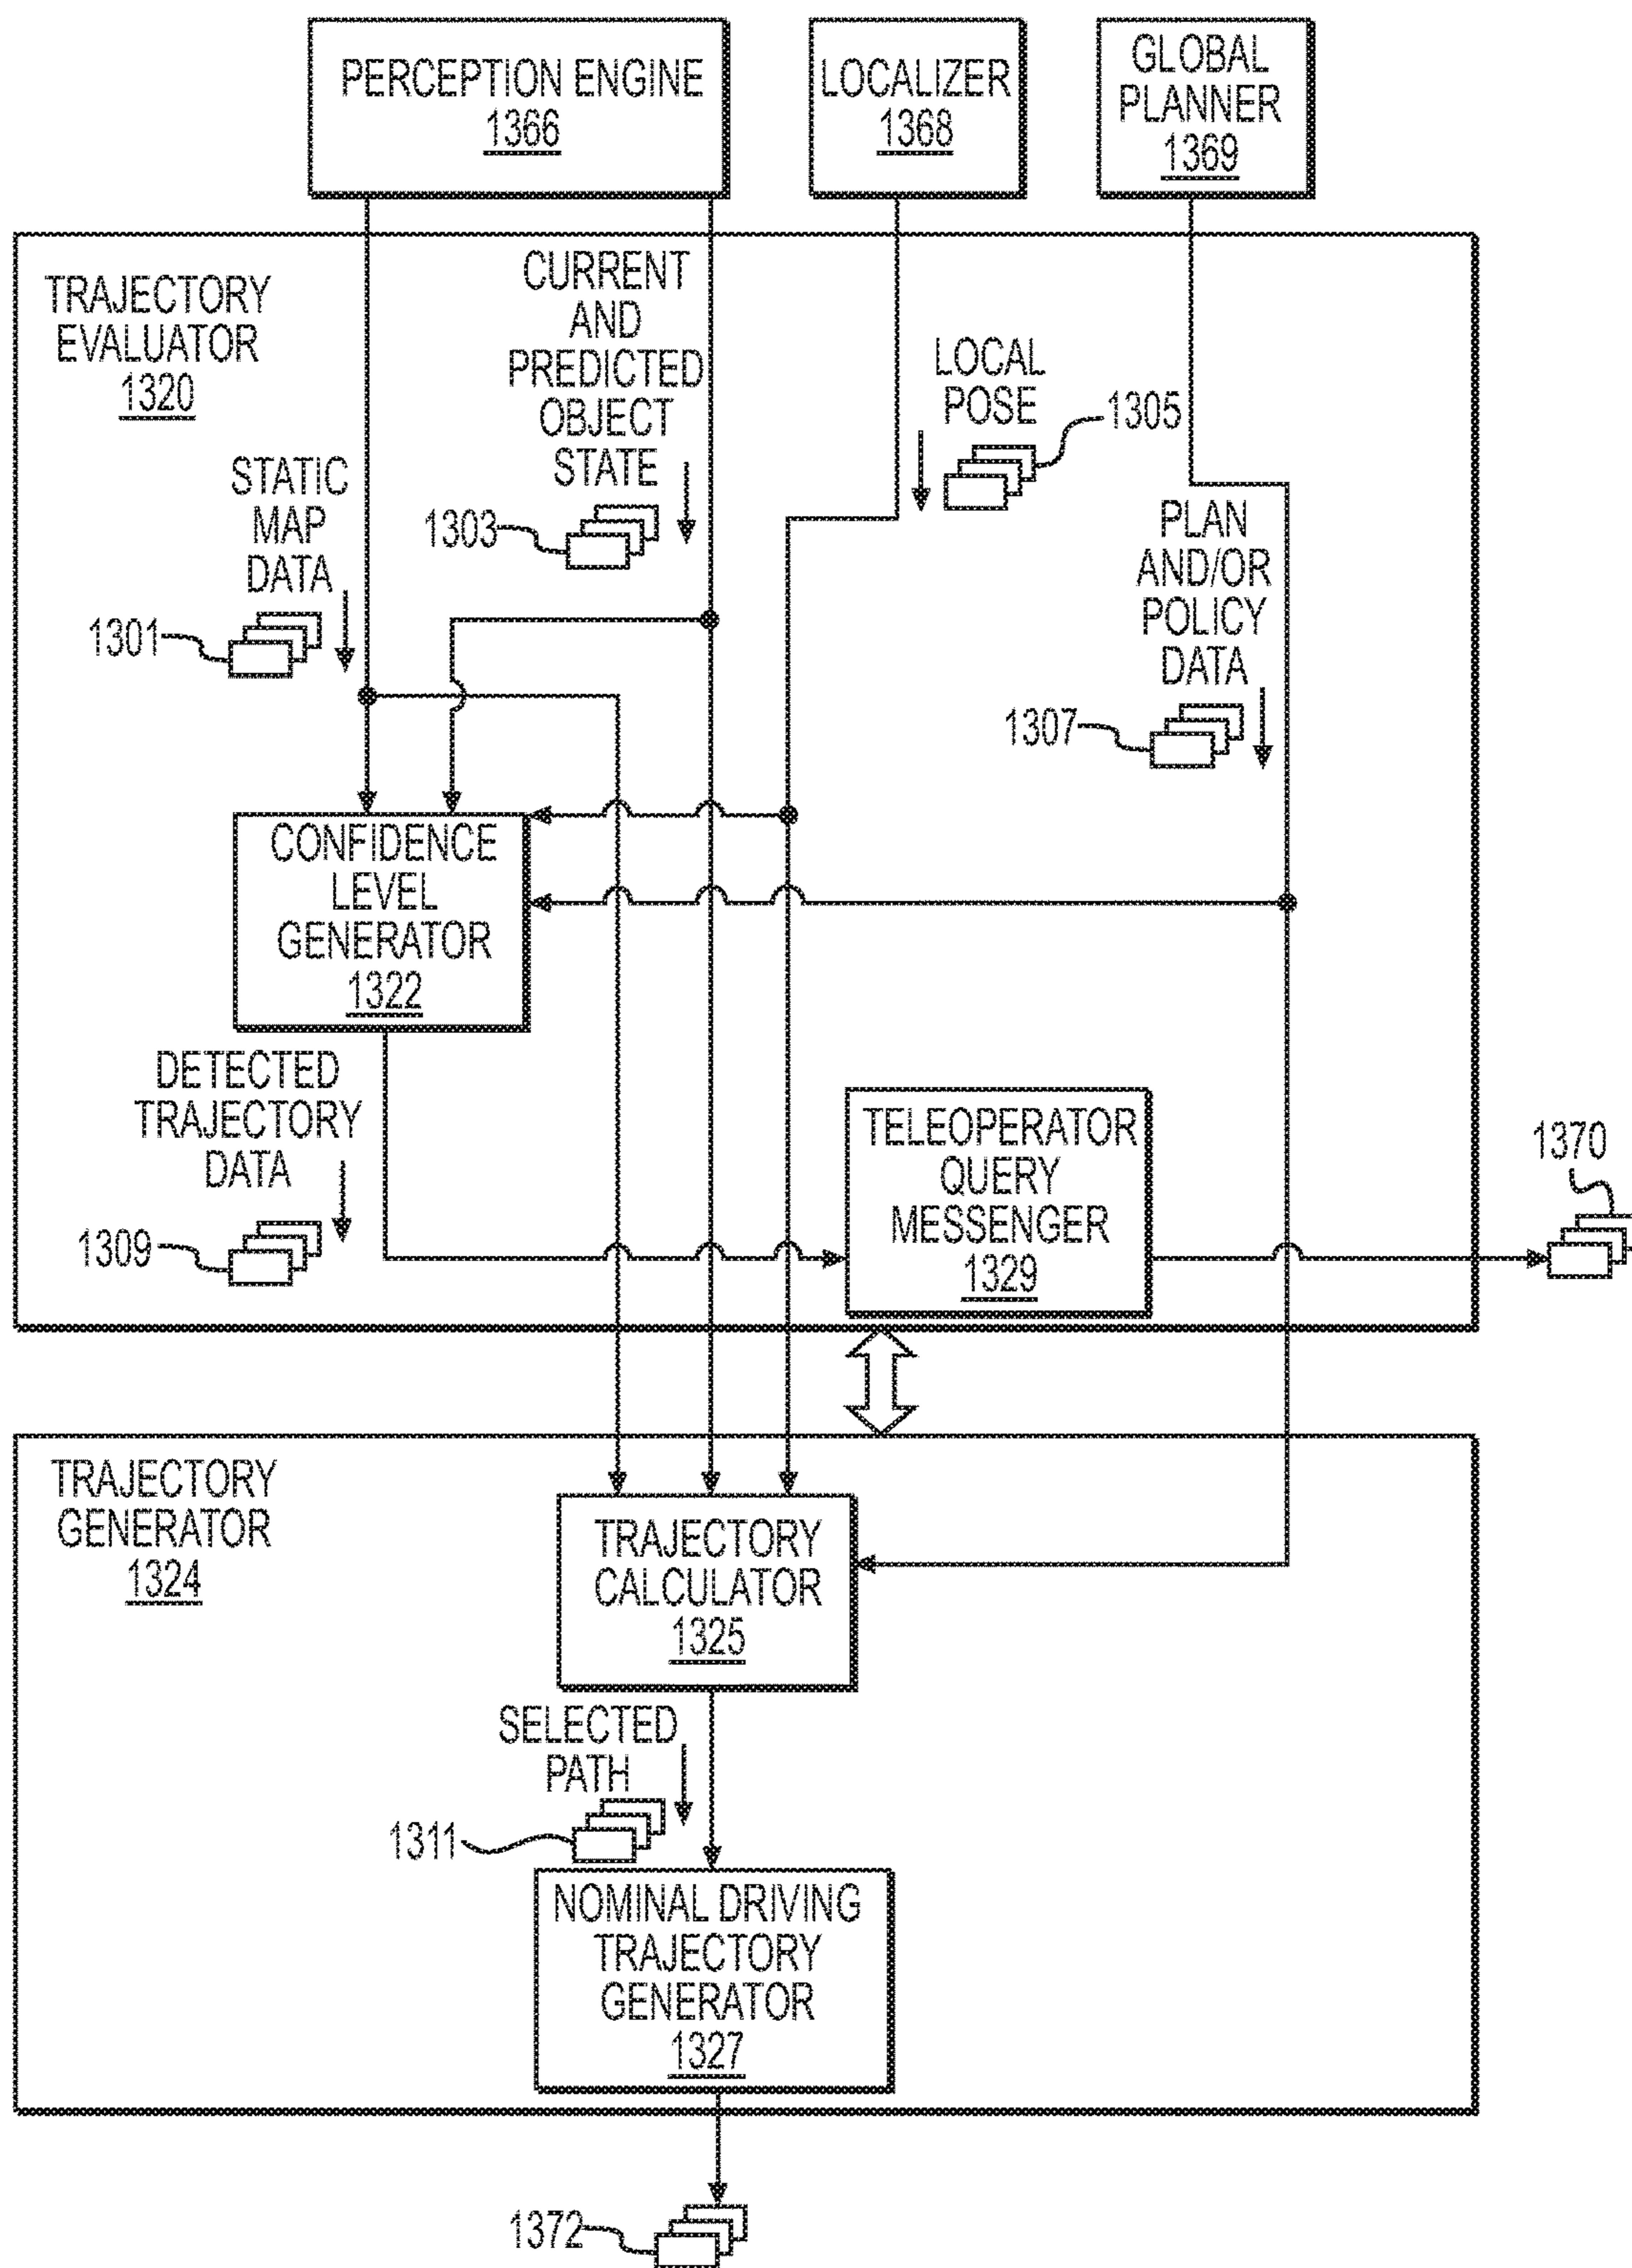 PERCEPTION ENGINE
1366
LOCALIZER
1368
GLOBAL
PLANNER
1369
TRAJECTORY
EVALUATOR
1320
CURRENT
AND
PREDICTED
OBJECT
STATE
1303
LOCAL
POSE
1305
STATIC
MAP
DATA
1301
PLAN
AND/OR
POLICY
DATA
1307
CONFIDENCE
LEVEL
GENERATOR
1322
DETECTED
TRAJECTORY
DATA
1309
TELEOPERATOR
QUERY
MESSENGER
1329
1370
TRAJECTORY
GENERATOR
1324
TRAJECTORY
CALCULATOR
1325
SELECTED
PATH
1311
NOMINAL DRIVING
TRAJECTORY
GENERATOR
1327
1372